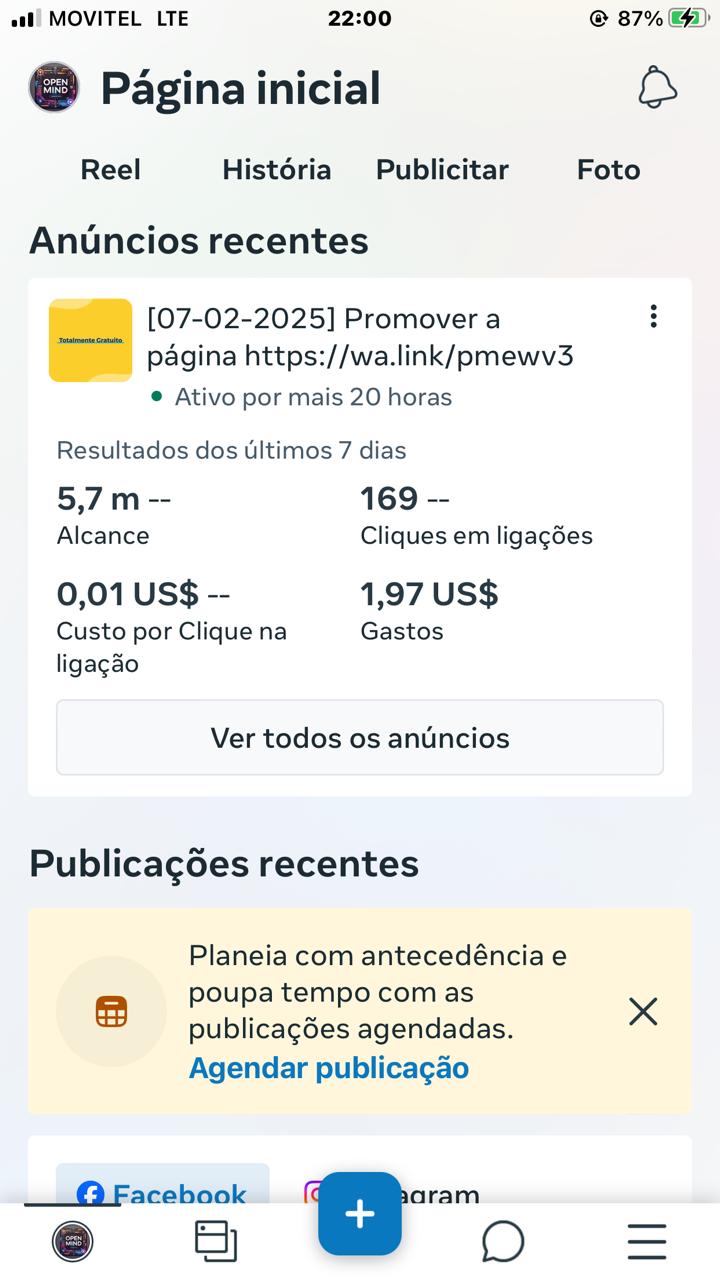 MOVITEL LTE 22:00 87%
OPEN MIND
Página inicial
Reel História Publicitar Foto
Anúncios recentes
Totalmente Gratuito
[07-02-2025] Promover a
página https://wa.link/pmewv3
Ativo por mais 20 horas
Resultados dos últimos 7 dias
5,7 m -- 169 --
Alcance Cliques em ligações
0,01 US$ -- 1,97 US$
Custo por Clique na Gastos
ligação
Ver todos os anúncios
Publicações recentes
Planeia com antecedência e
poupa tempo com as
publicações agendadas.
Agendar publicação
Facebook agram
OPEN MIND